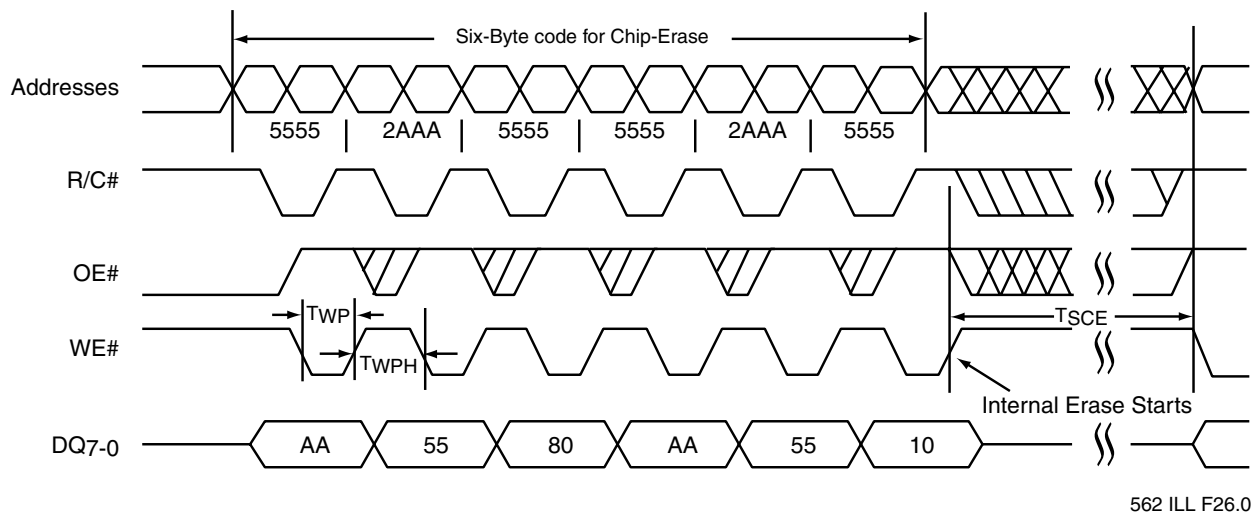 Six-Byte code for Chip-Erase
Addresses
5555 2AAA 5555 5555 2AAA 5555
R/C#
OE#
TWP
TSCE
WE#
TWPH
Internal Erase Starts
DQ7-0
AA 55 80 AA 55 10
562 ILL F26.0